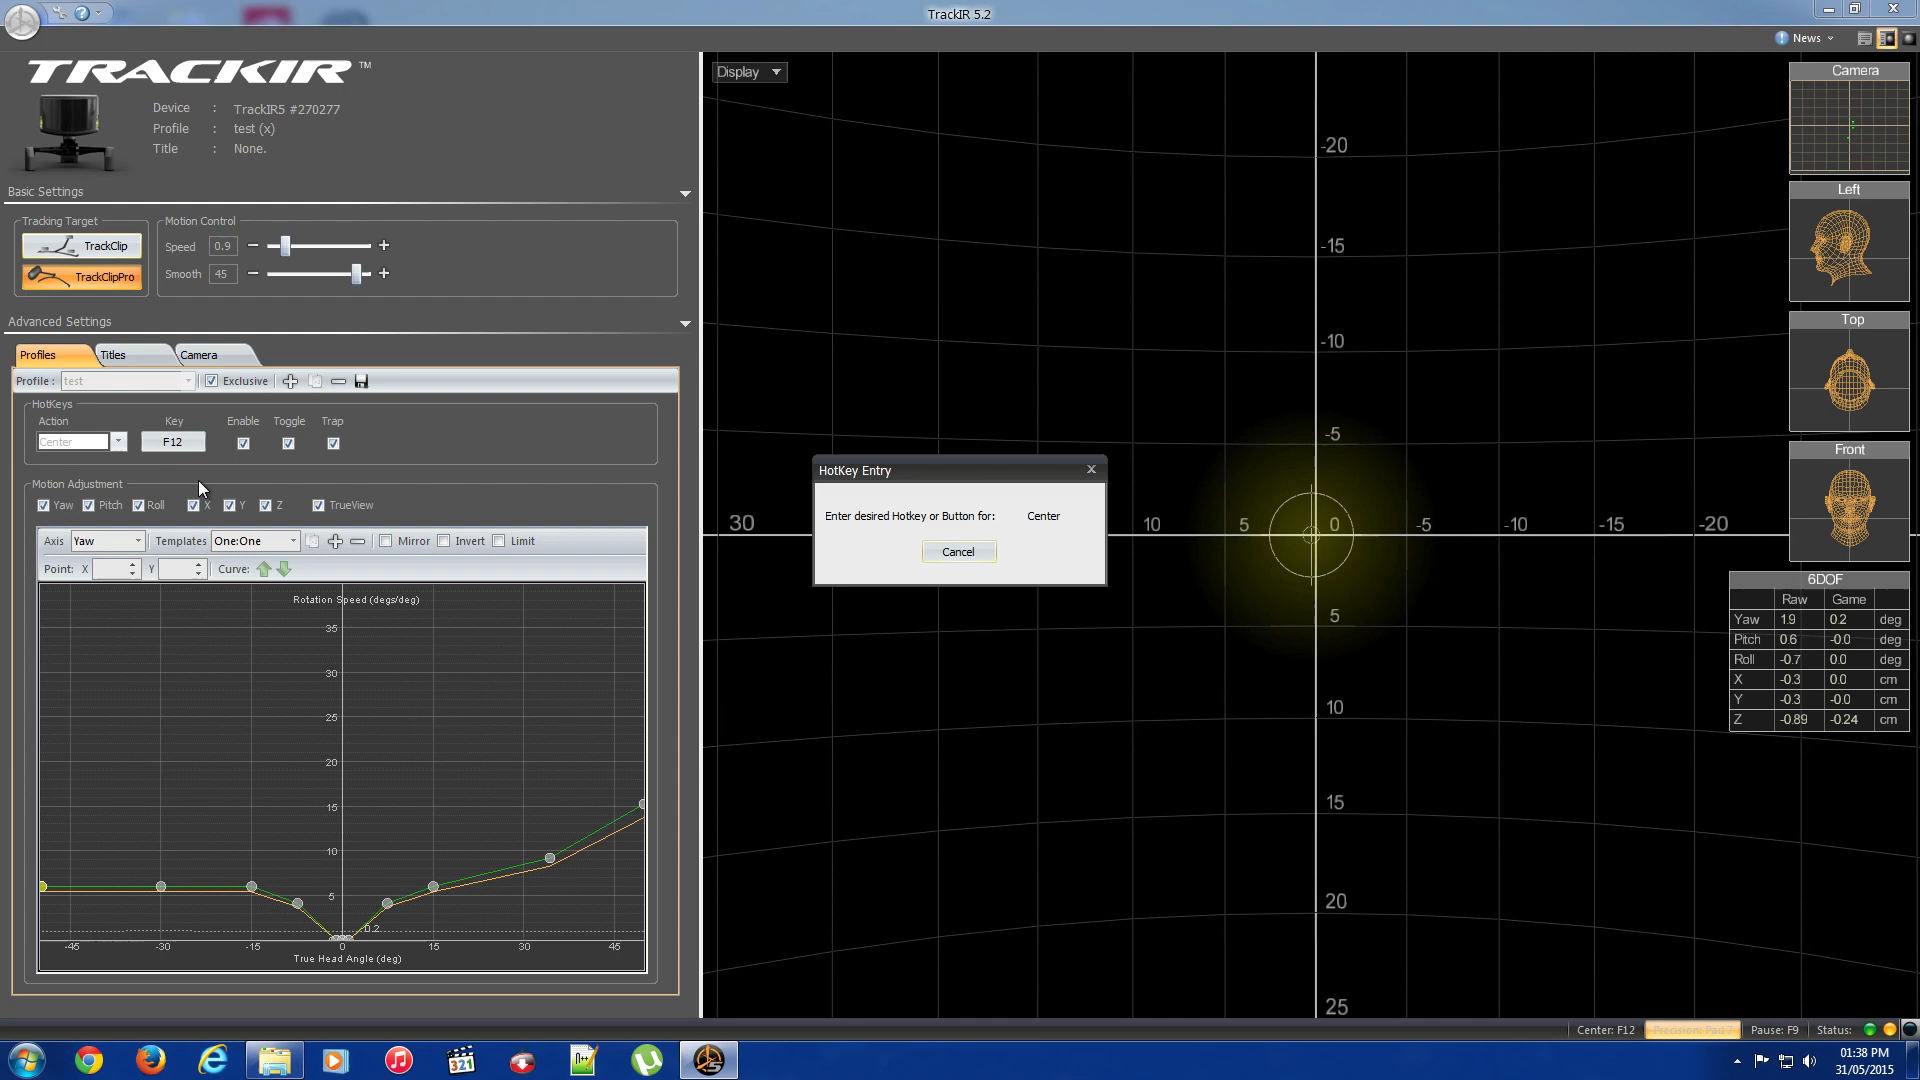 TrackIR 5.2
News
TRACKIR™
Device : TrackIR5 #270277
Profile : test (x)
Title : None.
Basic Settings
Tracking Target
TrackClip
TrackClipPro
Motion Control
Speed 0.9
Smooth 45
Advanced Settings
Profiles Titles Camera
Profile : test Exclusive
HotKeys
Action Key Enable Toggle Trap
Center F12
Motion Adjustment
Yaw Pitch Roll X Y Z TrueView
Axis Yaw Templates One:One Mirror Invert Limit
Point: X Y Curve:
Rotation Speed (degs/deg)
35
30
25
20
15
10
5
0.2
-45 -30 -15 0 15 30 45
True Head Angle (deg)
Display
-20
-15
-10
-5
30 10 5 0 -5 -10 -15 -20
5
10
15
20
25
HotKey Entry X
Enter desired Hotkey or Button for: Center
Cancel
Camera
Left
Top
Front
6DOF
Raw Game
Yaw 1.9 0.2 deg
Pitch 0.6 -0.0 deg
Roll -0.7 0.0 deg
X -0.3 0.0 cm
Y -0.3 -0.0 cm
Z -0.89 -0.24 cm
Center: F12 Precision: Pad 7 Pause: F9 Status:
321
01:38 PM
31/05/2015